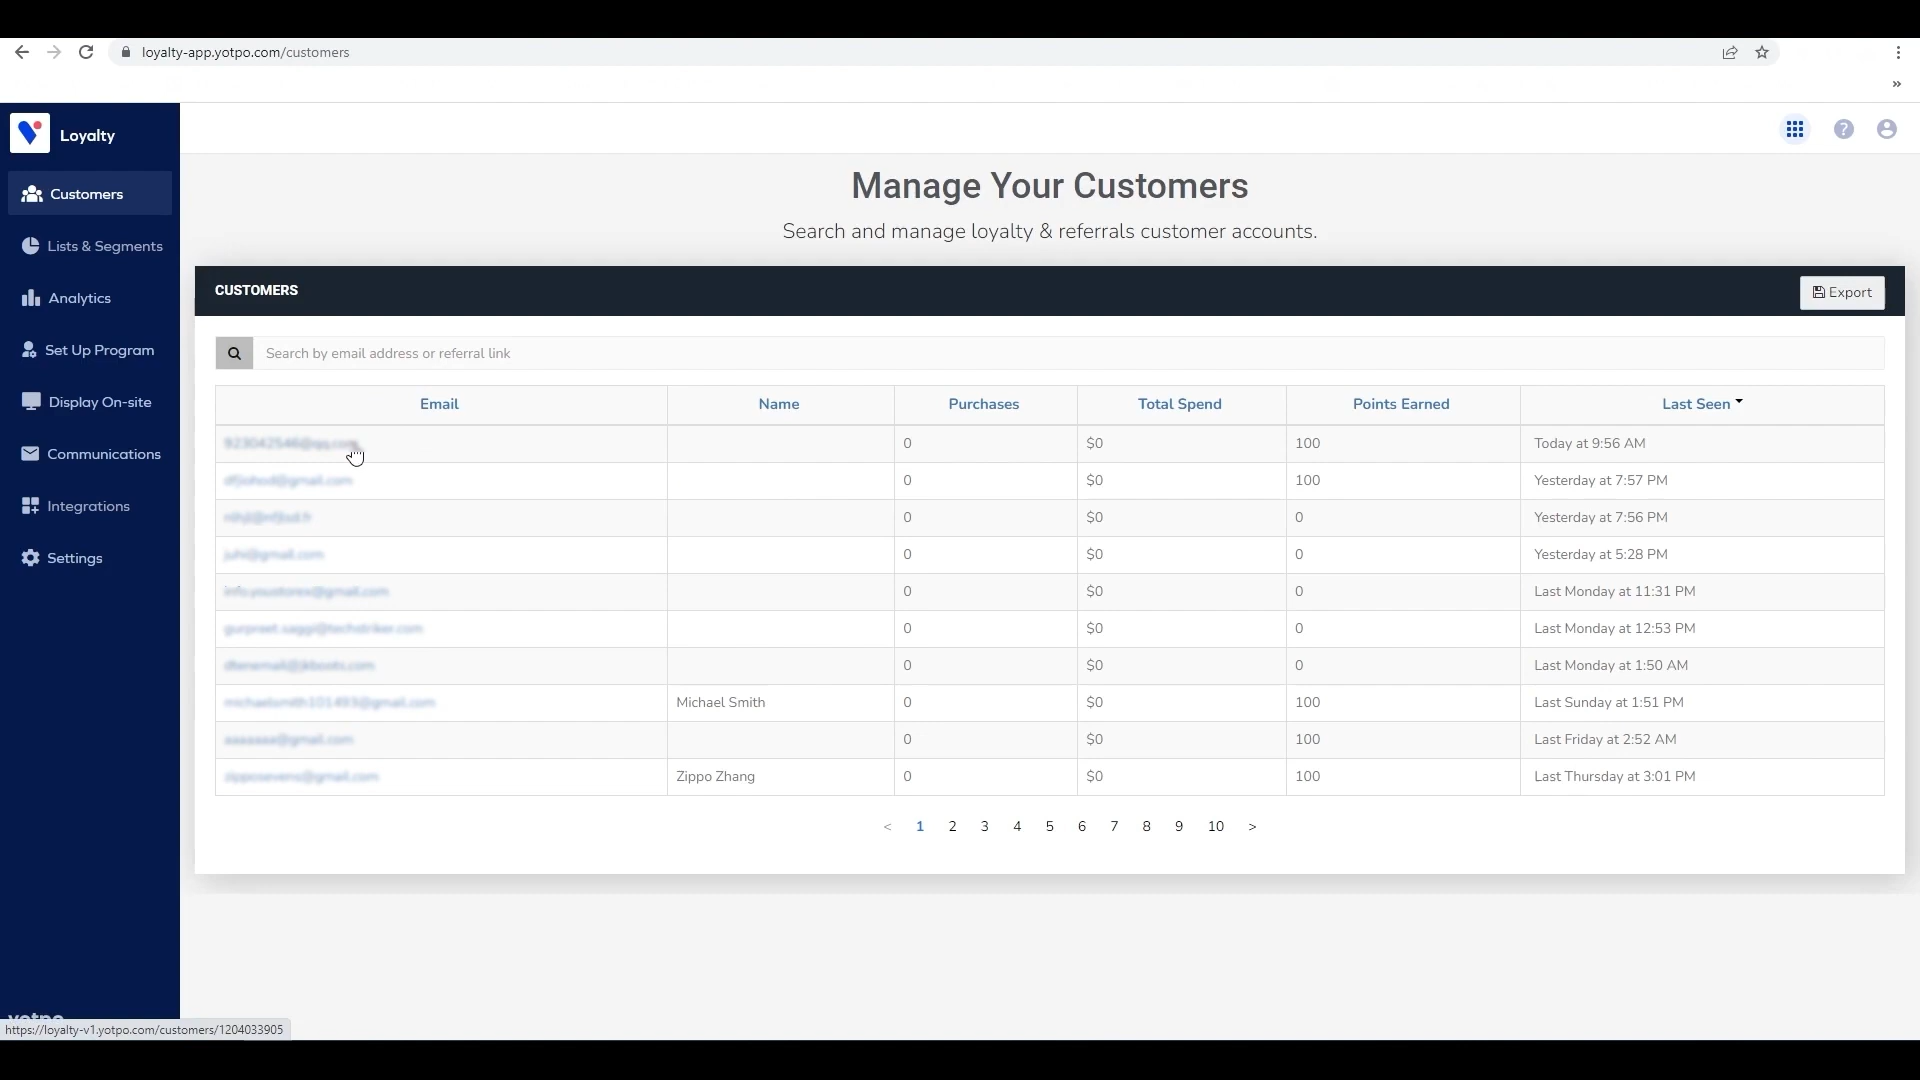 loyalty-app.yotpo.com/customers
»
Loyalty
Customers
Lists & Segments
Analytics
Set Up Program
Display On-site
Communications
Integrations
Settings
?
Manage Your Customers
Search and manage loyalty & referrals customer accounts.
CUSTOMERS
Export
Search by email address or referral link
Email Name Purchases Total Spend Points Earned Last Seen
0 $0 100 Today at 9:56 AM
0 $0 100 Yesterday at 7:57 PM
0 $0 0 Yesterday at 7:56 PM
0 $0 0 Yesterday at 5:28 PM
0 $0 0 Last Monday at 11:31 PM
0 $0 0 Last Monday at 12:53 PM
0 $0 0 Last Monday at 1:50 AM
Michael Smith 0 $0 100 Last Sunday at 1:51 PM
0 $0 100 Last Friday at 2:52 AM
Zippo Zhang 0 $0 100 Last Thursday at 3:01 PM
< 1 2 3 4 5 6 7 8 9 10 >
https://loyalty-v1.yotpo.com/customers/1204033905